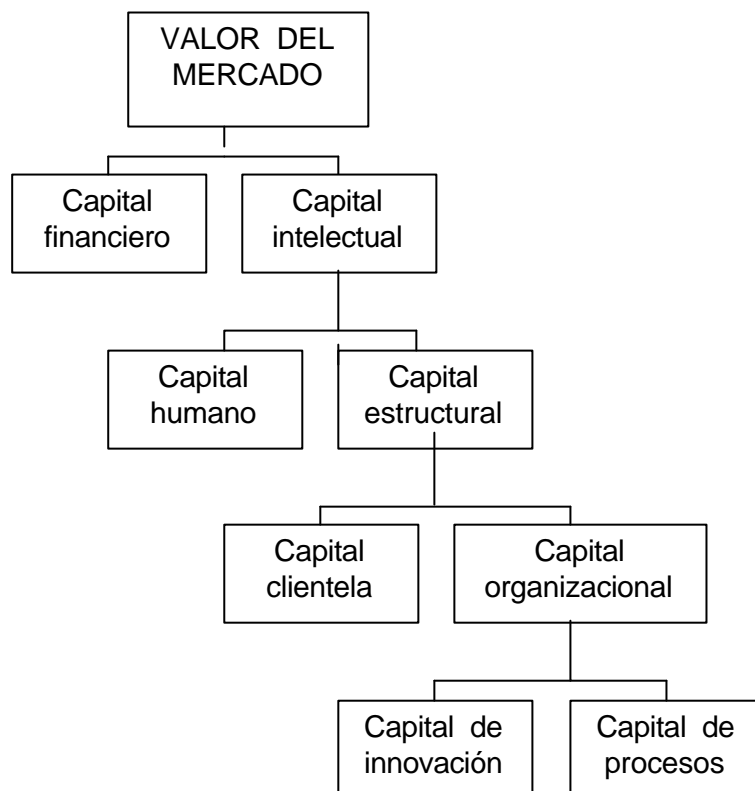 VALOR DEL
MERCADO
Capital
financiero
Capital
intelectual
Capital
humano
Capital
estructural
Capital
clientela
Capital
organizacional
Capital de
innovación
Capital de
procesos